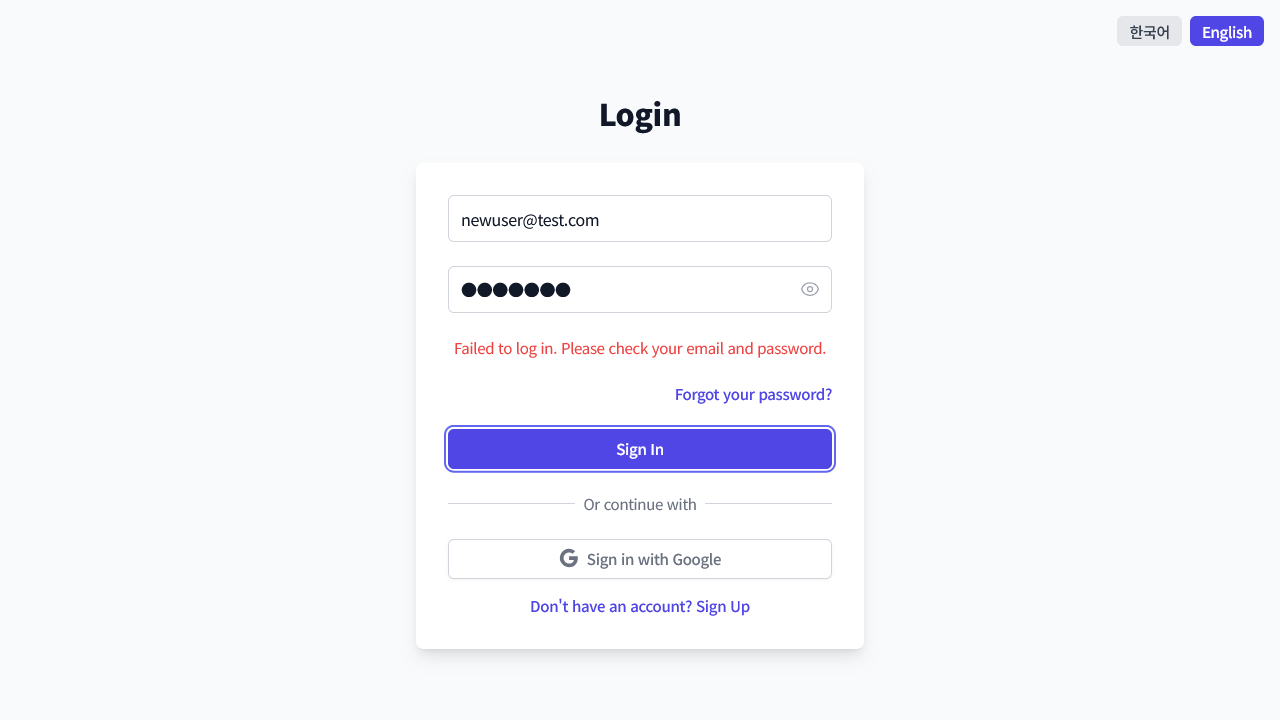 한국어
English
Login
newuser@test.com
●●●●●●●
Failed to log in. Please check your email and password.
Forgot your password?
Sign In
Or continue with
Sign in with Google
Don't have an account? Sign Up